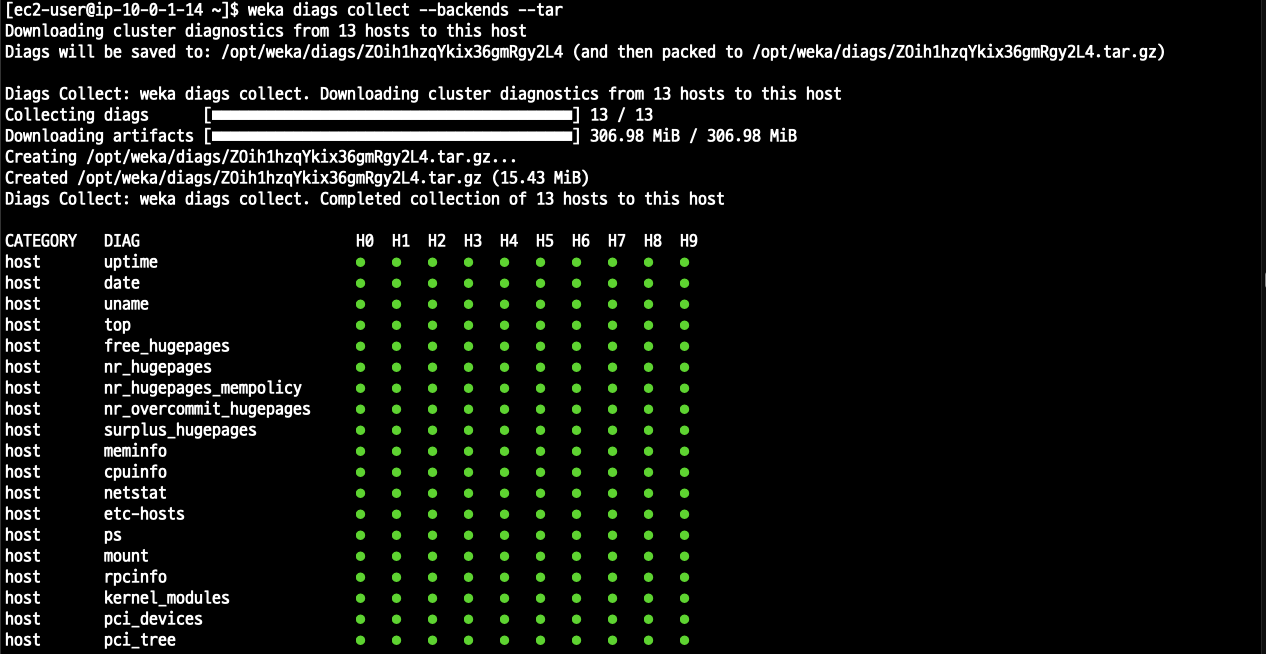 [ec2-user@ip-10-0-1-14 ~]$ weka diags collect --backends --tar
Downloading cluster diagnostics from 13 hosts to this host
Diags will be saved to: /opt/weka/diags/ZOih1hzqYkix36gmRgy2L4 (and then packed to /opt/weka/diags/ZOih1hzqYkix36gmRgy2L4.tar.gz)

Diags Collect: weka diags collect. Downloading cluster diagnostics from 13 hosts to this host
Collecting diags [ ] 13 / 13
Downloading artifacts [ ] 306.98 MiB / 306.98 MiB
Creating /opt/weka/diags/ZOih1hzqYkix36gmRgy2L4.tar.gz...
Created /opt/weka/diags/ZOih1hzqYkix36gmRgy2L4.tar.gz (15.43 MiB)
Diags Collect: weka diags collect. Completed collection of 13 hosts to this host

CATEGORY DIAG H0 H1 H2 H3 H4 H5 H6 H7 H8 H9
host uptime ● ● ● ● ● ● ● ● ● ●
host date ● ● ● ● ● ● ● ● ● ●
host uname ● ● ● ● ● ● ● ● ● ●
host top ● ● ● ● ● ● ● ● ● ●
host free_hugepages ● ● ● ● ● ● ● ● ● ●
host nr_hugepages ● ● ● ● ● ● ● ● ● ●
host nr_hugepages_mempolicy ● ● ● ● ● ● ● ● ● ●
host nr_overcommit_hugepages ● ● ● ● ● ● ● ● ● ●
host surplus_hugepages ● ● ● ● ● ● ● ● ● ●
host meminfo ● ● ● ● ● ● ● ● ● ●
host cpuinfo ● ● ● ● ● ● ● ● ● ●
host netstat ● ● ● ● ● ● ● ● ● ●
host etc-hosts ● ● ● ● ● ● ● ● ● ●
host ps ● ● ● ● ● ● ● ● ● ●
host mount ● ● ● ● ● ● ● ● ● ●
host rpcinfo ● ● ● ● ● ● ● ● ● ●
host kernel_modules ● ● ● ● ● ● ● ● ● ●
host pci_devices ● ● ● ● ● ● ● ● ● ●
host pci_tree ● ● ● ● ● ● ● ● ● ●